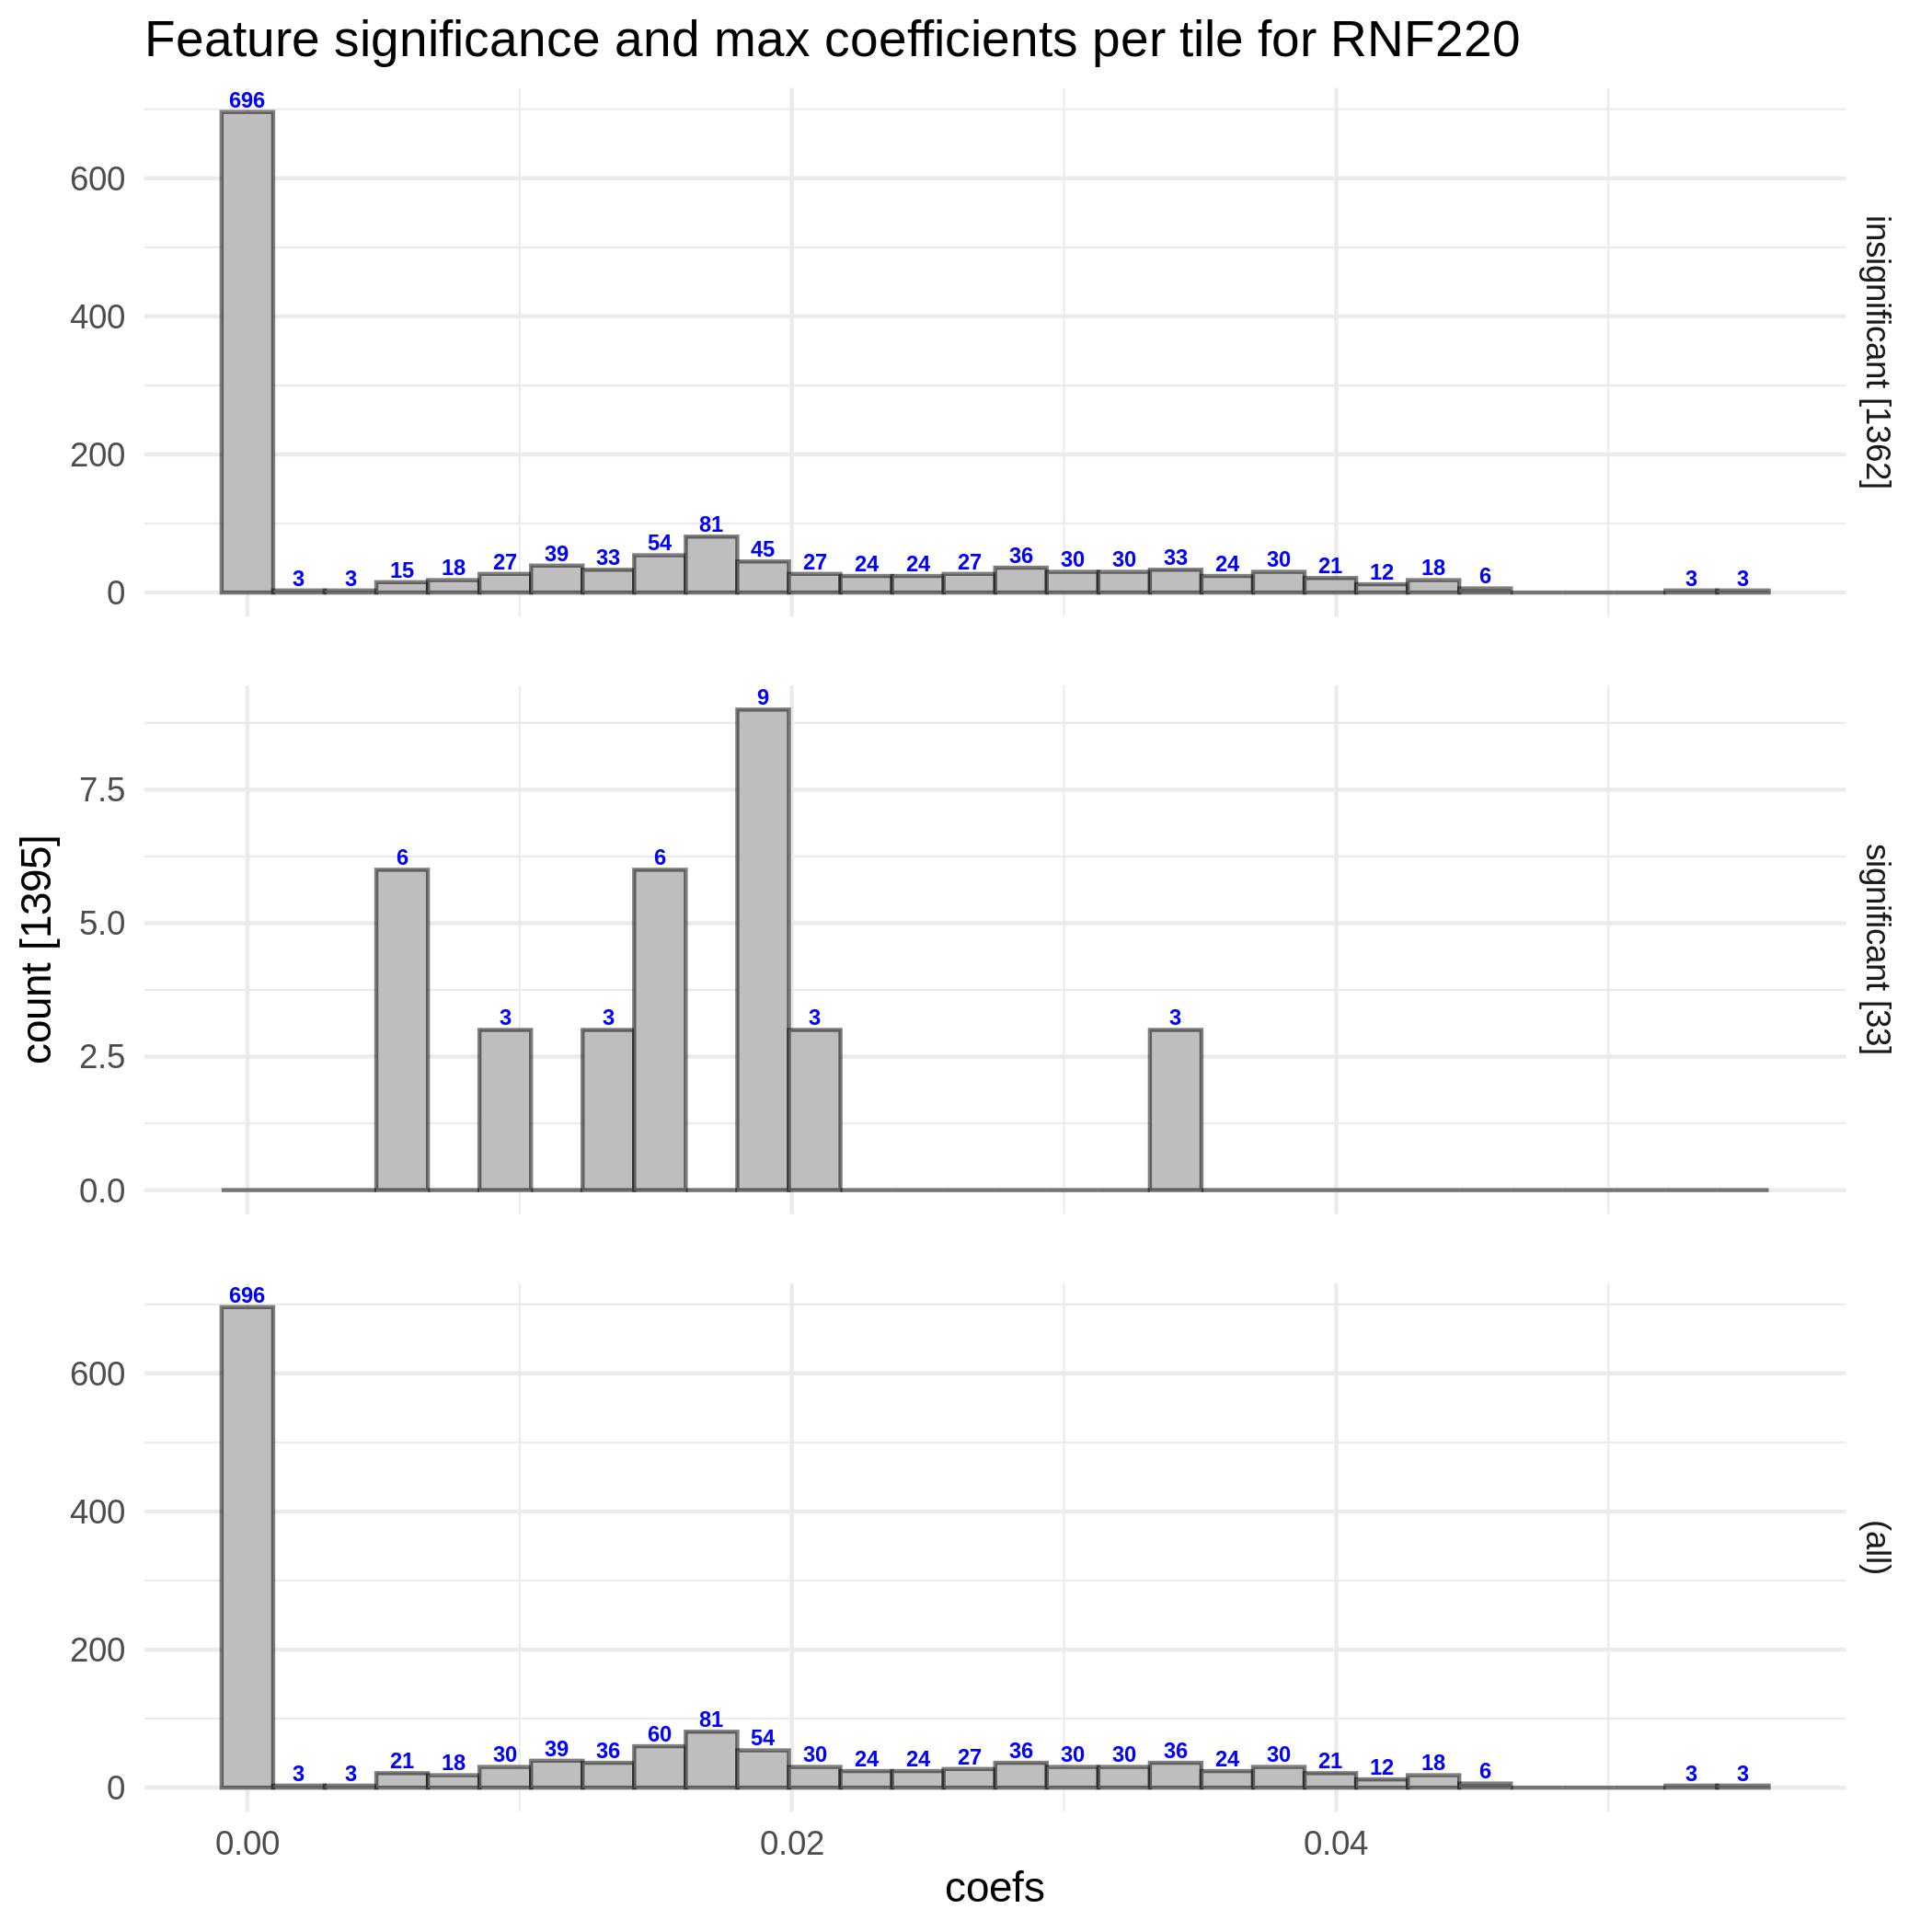 Feature significance and max coefficients per tile for RNF220
696
600
400
200
0
3 3 15 18 27 39 33 54 81 45 27 24 24 27 36 30 30 33 24 30 21 12 18 6 3 3
insignificant [1362]
count [1395]
7.5
5.0
2.5
0.0
6 3 3 6 9 3 3
significant [33]
696
600
400
200
0
3 3 21 18 30 39 36 60 81 54 30 24 24 27 36 30 30 36 24 30 21 12 18 6 3 3
(all)
0.00 0.02 0.04
coefs